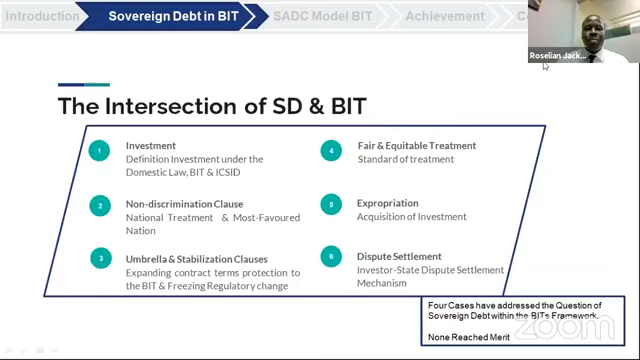 Introduction
Sovereign Debt in BIT
SADC Model BIT
Achievement
Roselian Jack...
The Intersection of SD & BIT
1
Investment
Definition Investment under the
Domestic Law, BIT & ICSID
2
Non-discrimination Clause
National Treatment & Most-Favoured
Nation
3
Umbrella & Stabilization Clauses
Expanding contract terms protection to
the BIT & Freezing Regulatory change
4
Fair & Equitable Treatment
Standard of treatment
5
Expropriation
Acquisition of Investment
6
Dispute Settlement
Investor-State Dispute Settlement
Mechanism
Four Cases have addressed the Question of
Sovereign Debt within the BITs Framework.
None Reached Merit
zoom